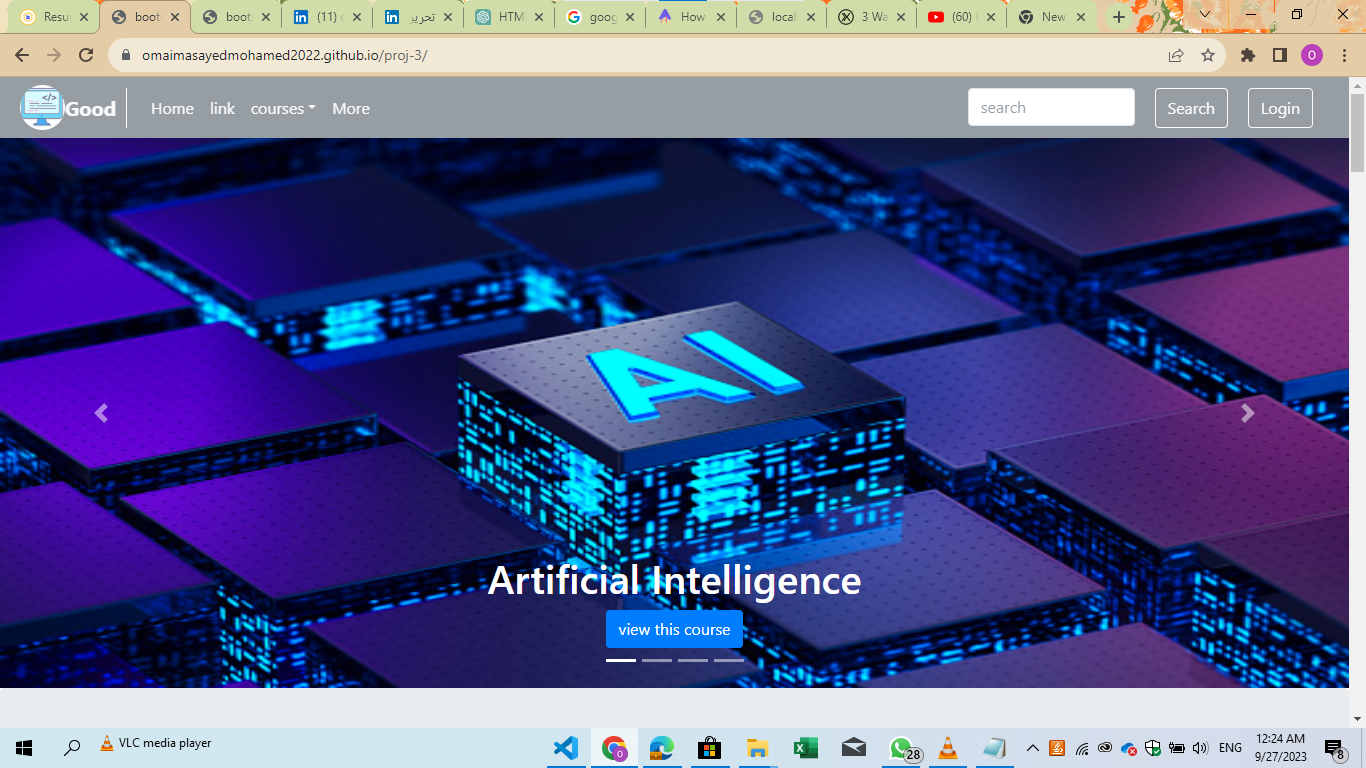 Resu
boots
boots
(11)
تحرير
HTM
goog
How
local
3 Wa
(60)
New
omaimasayedmohamed2022.github.io/proj-3/
O
</>
Good
Home link courses More
search
Search
Login
AI
Artificial Intelligence
view this course
VLC media player
28
ENG
12:24 AM
9/27/2023
8